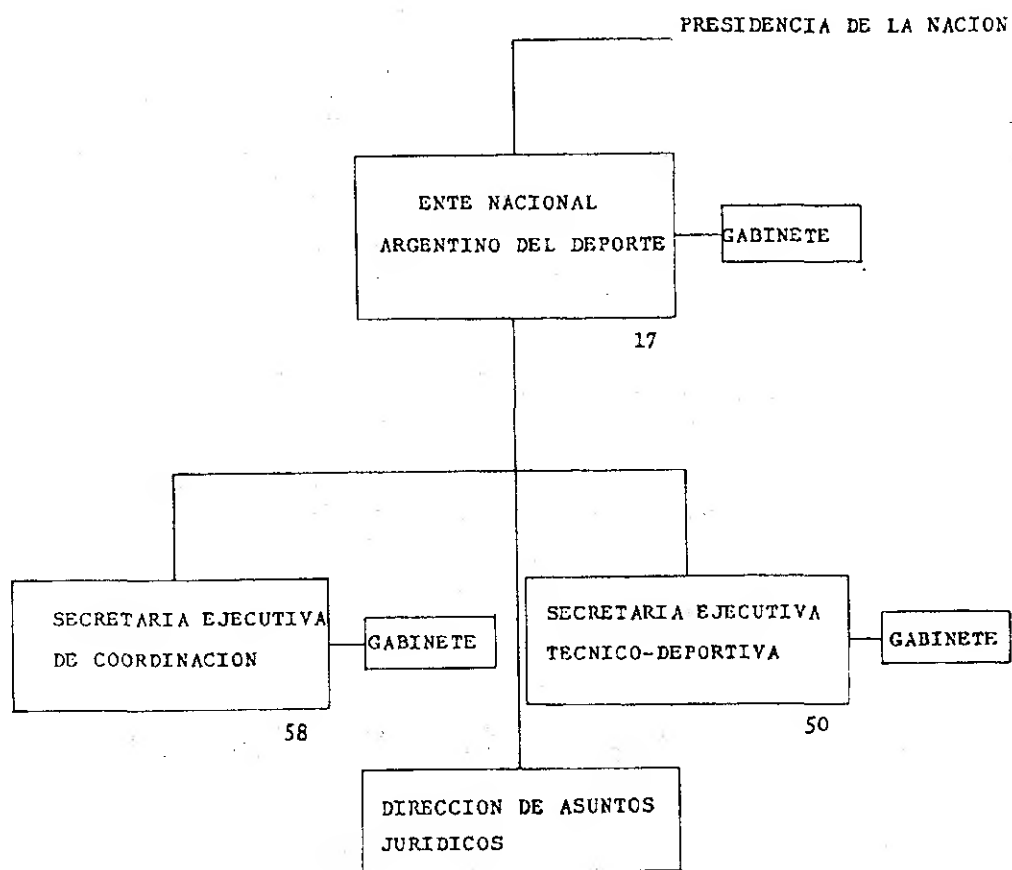 PRESIDENCIA DE LA NACION
ENTE NACIONAL
ARGENTINO DEL DEPORTE
GABINETE
17
SECRETARIA EJECUTIVA
DE COORDINACION
GABINETE
58
SECRETARIA EJECUTIVA
TECNICO-DEPORTIVA
GABINETE
50
DIRECCION DE ASUNTOS
JURIDICOS